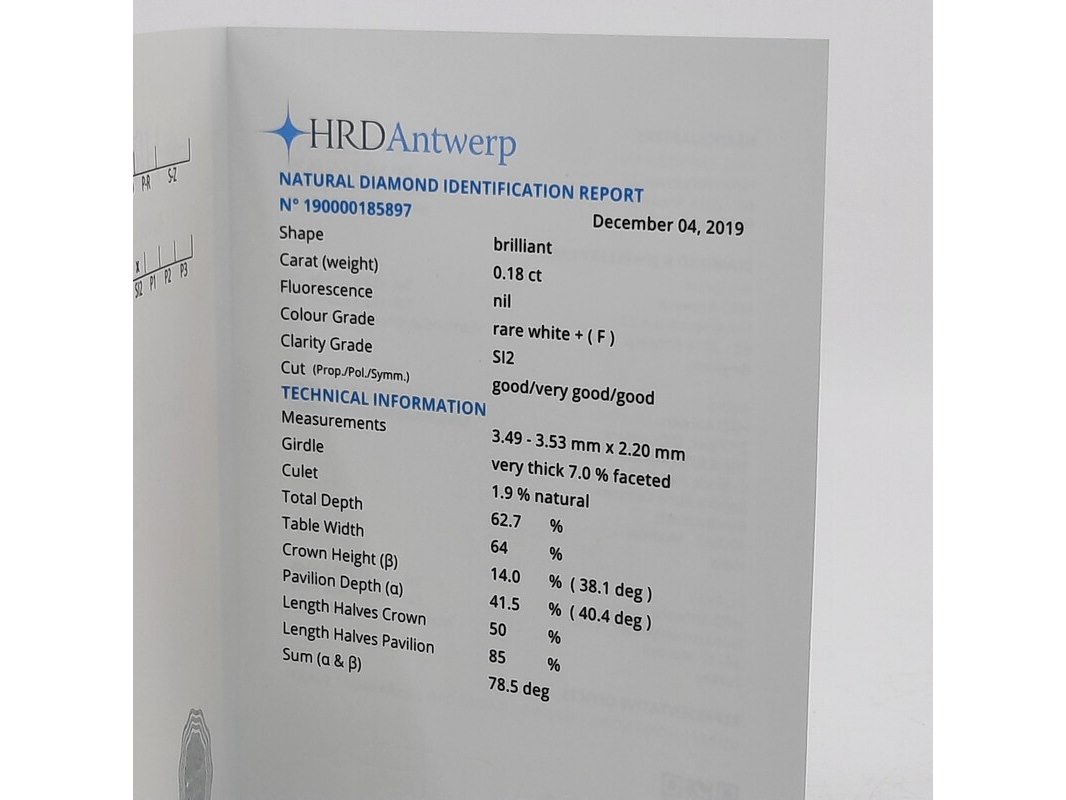 P-R S-Z
x
SI2 P1 P2 P3
HRDAntwerp
NATURAL DIAMOND IDENTIFICATION REPORT
N° 190000185897
December 04, 2019
Shape brilliant
Carat (weight) 0.18 ct
Fluorescence nil
Colour Grade rare white + ( F )
Clarity Grade SI2
Cut (Prop./Pol./Symm.) good/very good/good
TECHNICAL INFORMATION
Measurements 3.49 - 3.53 mm x 2.20 mm
Girdle very thick 7.0 % faceted
Culet 1.9 % natural
Total Depth 62.7 %
Table Width 64 %
Crown Height (β) 14.0 % ( 38.1 deg )
Pavilion Depth (α) 41.5 % ( 40.4 deg )
Length Halves Crown 50 %
Length Halves Pavilion 85 %
Sum (α & β) 78.5 deg